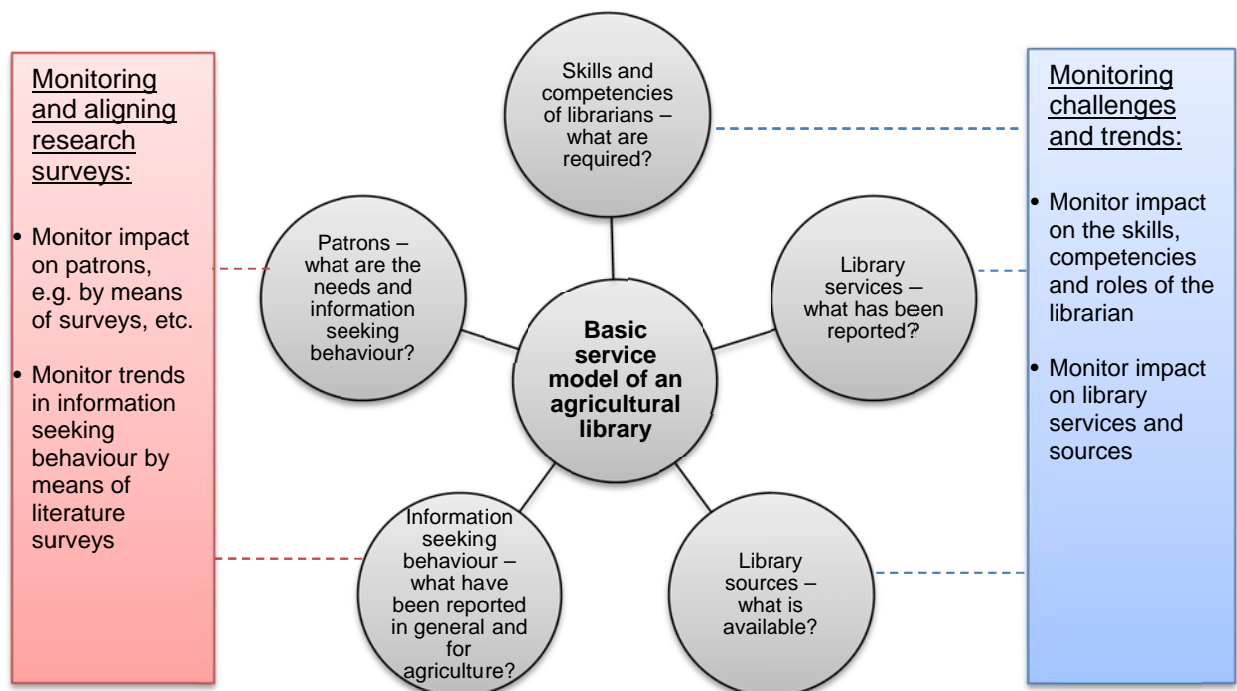 Monitoring
and aligning
research
surveys:
• Monitor impact
on patrons,
e.g. by means
of surveys, etc.
• Monitor trends
in information
seeking
behaviour by
means of
literature
surveys
Skills and
competencies
of librarians –
what are
required?
Patrons –
what are the
needs and
information
seeking
behaviour?
Library
services –
what has been
reported?
Basic
service
model of an
agricultural
library
Information
seeking
behaviour –
what have
been reported
in general and
for
agriculture?
Library
sources –
what is
available?
Monitoring
challenges
and trends:
• Monitor impact
on the skills,
competencies
and roles of the
librarian
• Monitor impact
on library
services and
sources